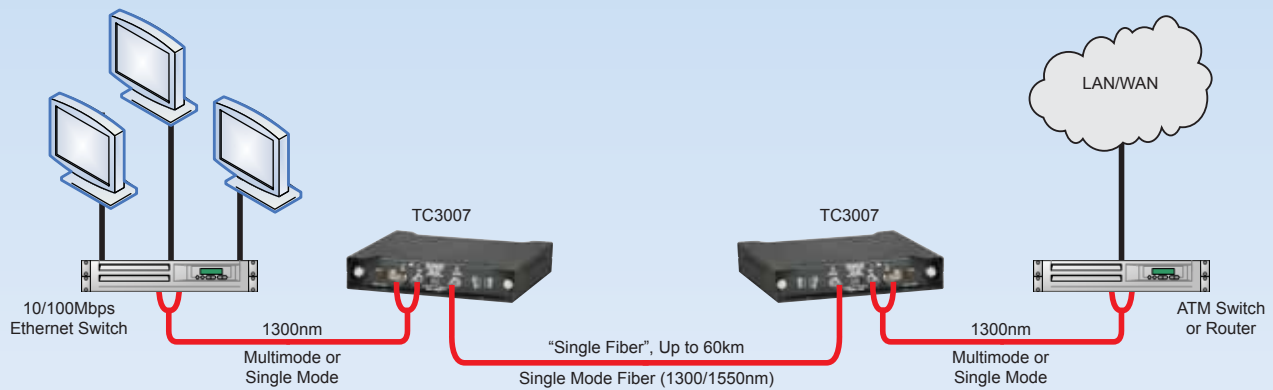 LAN/WAN
TC3007
TC3007
10/100Mbps
Ethernet Switch
1300nm
Multimode or
Single Mode
“Single Fiber”, Up to 60km
Single Mode Fiber (1300/1550nm)
1300nm
Multimode or
Single Mode
ATM Switch
or Router